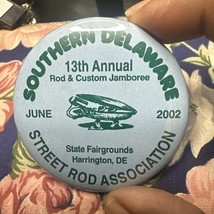 SOUTHERN DELAWARE
13th Annual
Rod & Custom Jamboree
JUNE 2002
State Fairgrounds
Harrington, DE
STREET ROD ASSOCIATION